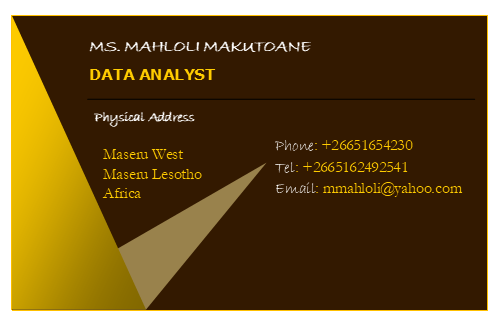 M.S. MAHLOLI MAKUTOANE
DATA ANALYST
Physical Address
Maseru West
Maseru Lesotho
Africa
Phone: +26651654230
Tel: +2665162492541
Email: mmahloli@yahoo.com